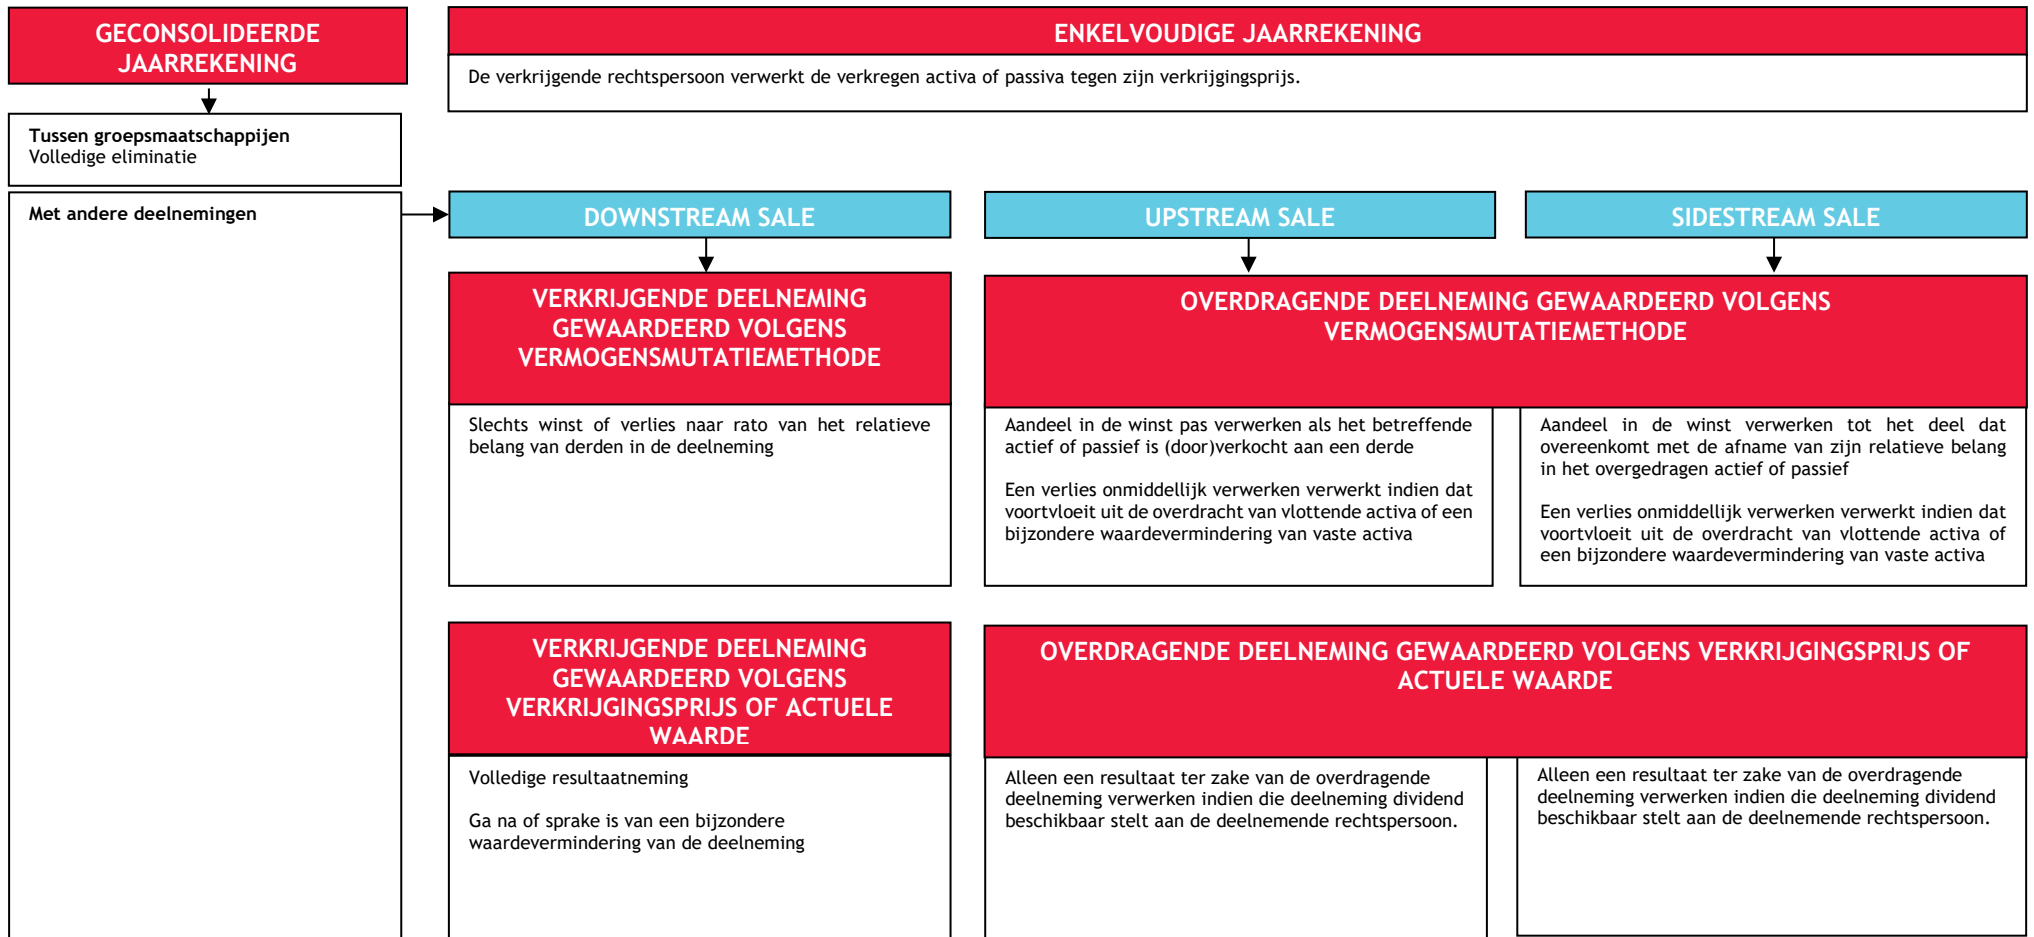 GECONSOLIDEERDE
JAARREKENING
ENKELVOUDIGE JAARREKENING
De verkrijgende rechtspersoon verwerkt de verkregen activa of passiva tegen zijn verkrijgingsprijs.
Tussen groepsmaatschappijen
Volledige eliminatie
Met andere deelnemingen
DOWNSTREAM SALE
UPSTREAM SALE
SIDESTREAM SALE
VERKRIJGENDE DEELNEMING
GEWAARDEERD VOLGENS
VERMOGENSMUTATIEMETHODE
OVERDRAGENDE DEELNEMING GEWAARDEERD VOLGENS
VERMOGENSMUTATIEMETHODE
Slechts winst of verlies naar rato van het relatieve
belang van derden in de deelneming
Aandeel in de winst pas verwerken als het betreffende
actief of passief is (door)verkocht aan een derde
Een verlies onmiddellijk verwerken verwerkt indien dat
voortvloeit uit de overdracht van vlottende activa of een
bijzondere waardevermindering van vaste activa
Aandeel in de winst verwerken tot het deel dat
overeenkomt met de afname van zijn relatieve belang
in het overgedragen actief of passief
Een verlies onmiddellijk verwerken verwerkt indien dat
voortvloeit uit de overdracht van vlottende activa of
een bijzondere waardevermindering van vaste activa
VERKRIJGENDE DEELNEMING
GEWAARDEERD VOLGENS
VERKRIJGINGSPRIJS OF ACTUELE
WAARDE
OVERDRAGENDE DEELNEMING GEWAARDEERD VOLGENS VERKRIJGINGSPRIJS OF
ACTUELE WAARDE
Volledige resultaatneming
Ga na of sprake is van een bijzondere
waardevermindering van de deelneming
Alleen een resultaat ter zake van de overdragende
deelneming verwerken indien die deelneming dividend
beschikbaar stelt aan de deelnemende rechtspersoon.
Alleen een resultaat ter zake van de overdragende
deelneming verwerken indien die deelneming dividend
beschikbaar stelt aan de deelnemende rechtspersoon.